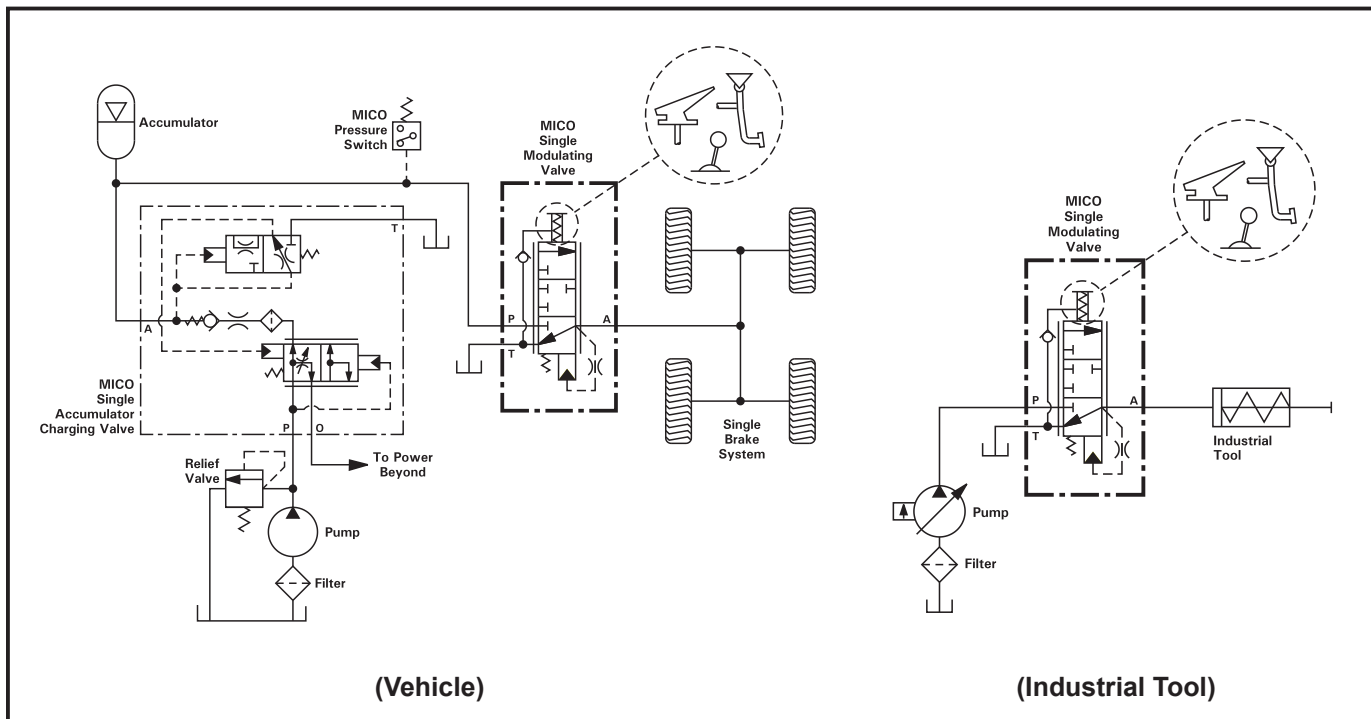 Accumulator
MICO
Pressure
Switch
MICO
Single
Modulating
Valve
T
A
P
A
T
MICO
Single
Accumulator
Charging Valve
P
O
To Power
Beyond
Relief
Valve
Pump
Filter
Single
Brake
System
(Vehicle)
MICO
Single
Modulating
Valve
P
A
T
Industrial
Tool
Pump
Filter
(Industrial Tool)